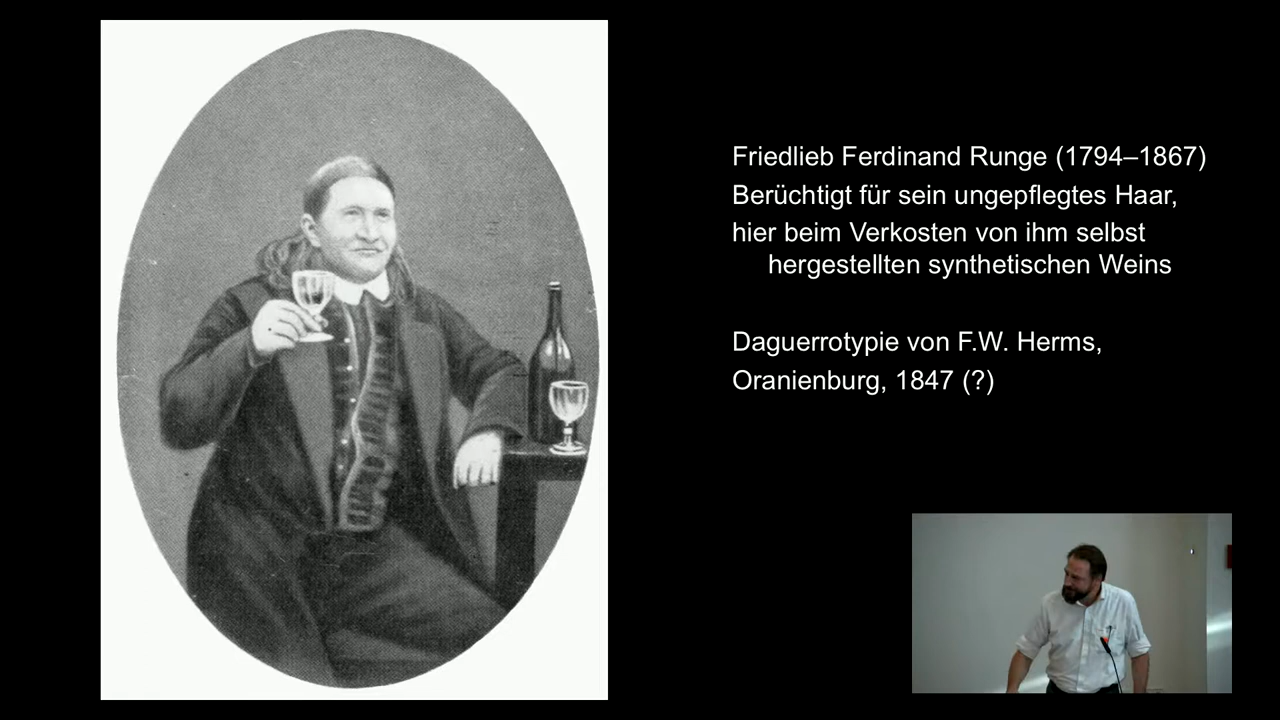 Friedlieb Ferdinand Runge (1794–1867)
Berüchtigt für sein ungepflegtes Haar,
hier beim Verkosten von ihm selbst
hergestellten synthetischen Weins
Daguerrotypie von F.W. Herms,
Oranienburg, 1847 (?)